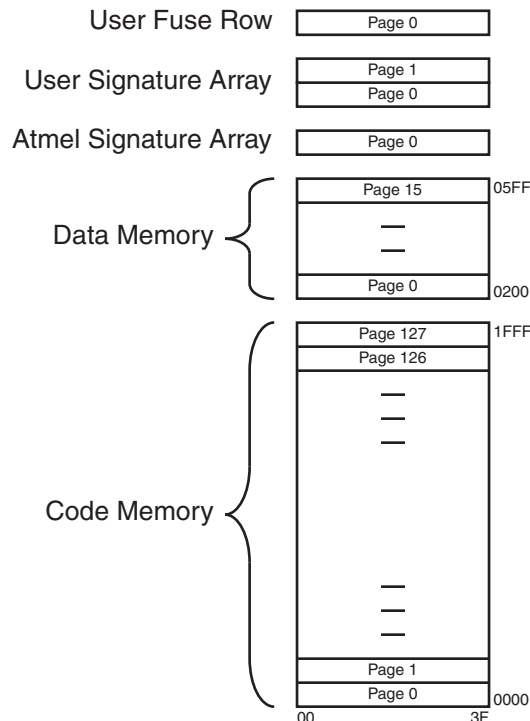 User Fuse Row
Page 0
User Signature Array
Page 1
Page 0
Atmel Signature Array
Page 0
Data Memory
Page 15
05FF
Page 0
0200
Code Memory
Page 127
1FFF
Page 126
Page 1
Page 0
0000
00 3F